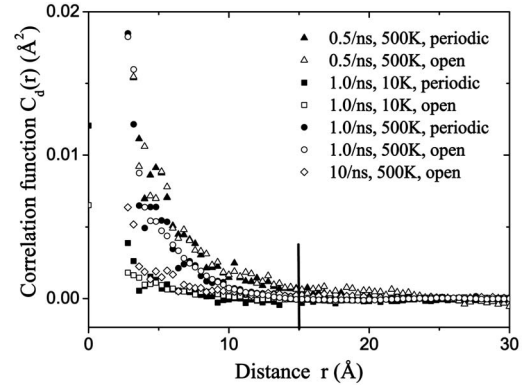 0.02
0.01
0.00
Correlation function C_d(r) (Å²)
▲ 0.5/ns, 500K, periodic
△ 0.5/ns, 500K, open
■ 1.0/ns, 10K, periodic
□ 1.0/ns, 10K, open
● 1.0/ns, 500K, periodic
○ 1.0/ns, 500K, open
◇ 10/ns, 500K, open
0 10 20 30
Distance r (Å)